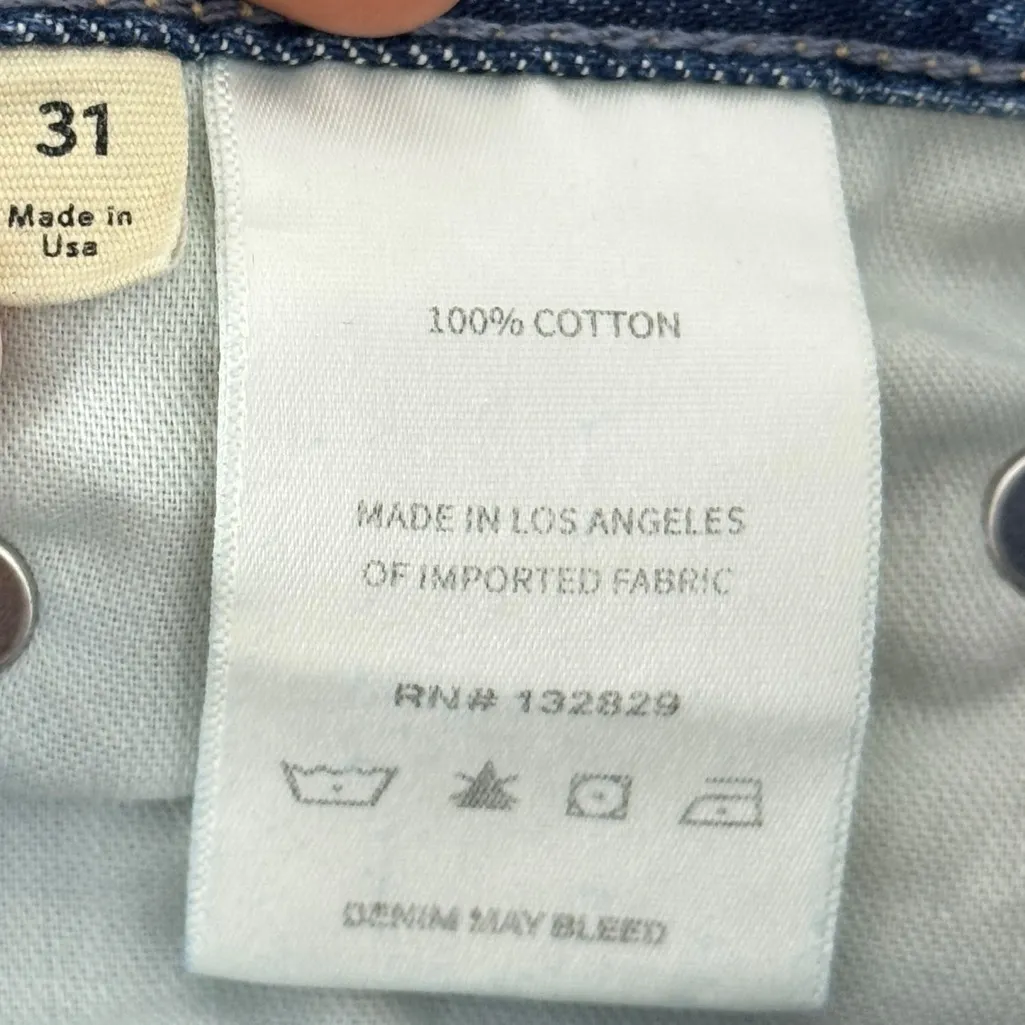 31
Made in
Usa
100% COTTON
MADE IN LOS ANGELES
OF IMPORTED FABRIC
RN# 132829
DENIM MAY BLEED